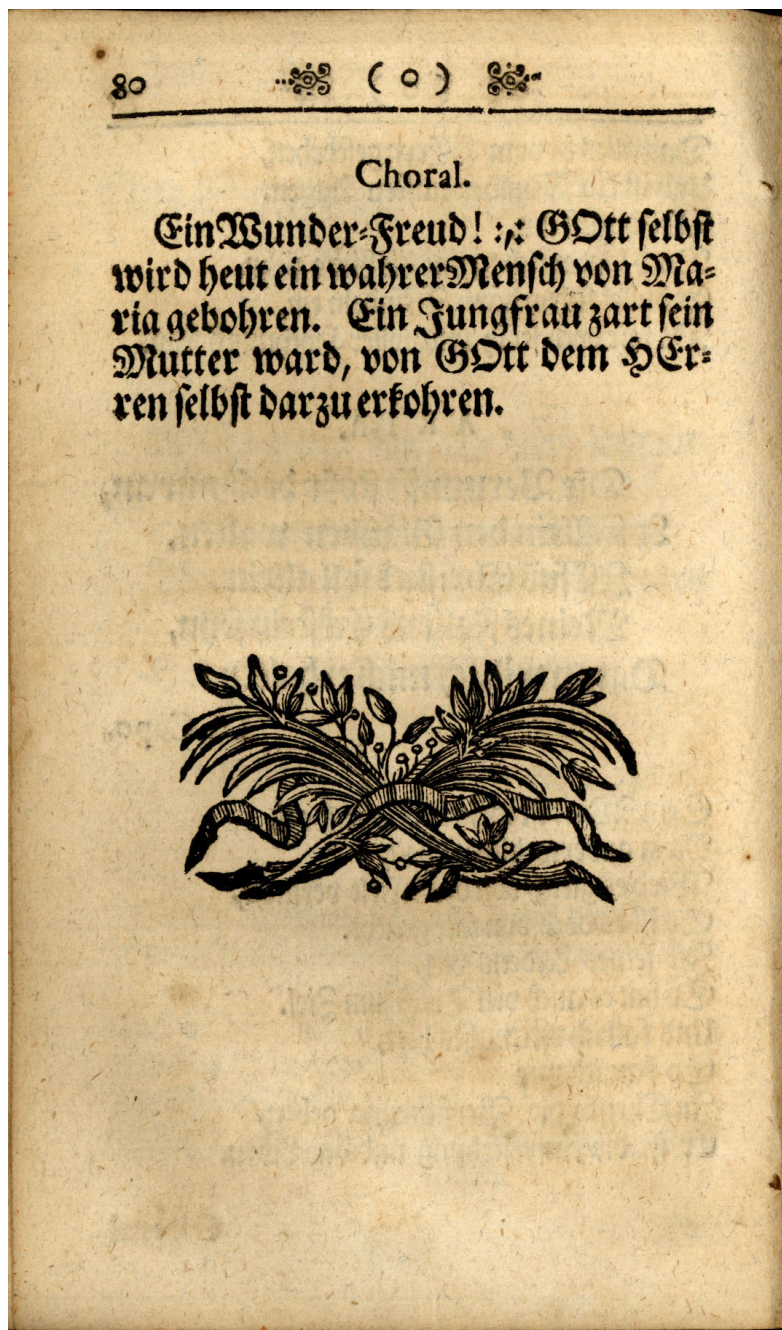 80 ( o )
Choral.
Ein Wunder-Freud! :,: GOtt selbst
wird heut ein wahrer Mensch von Ma-
ria gebohren. Ein Jungfrau zart sein
Mutter ward, von GOtt dem HEr-
ren selbst darzu erkohren.